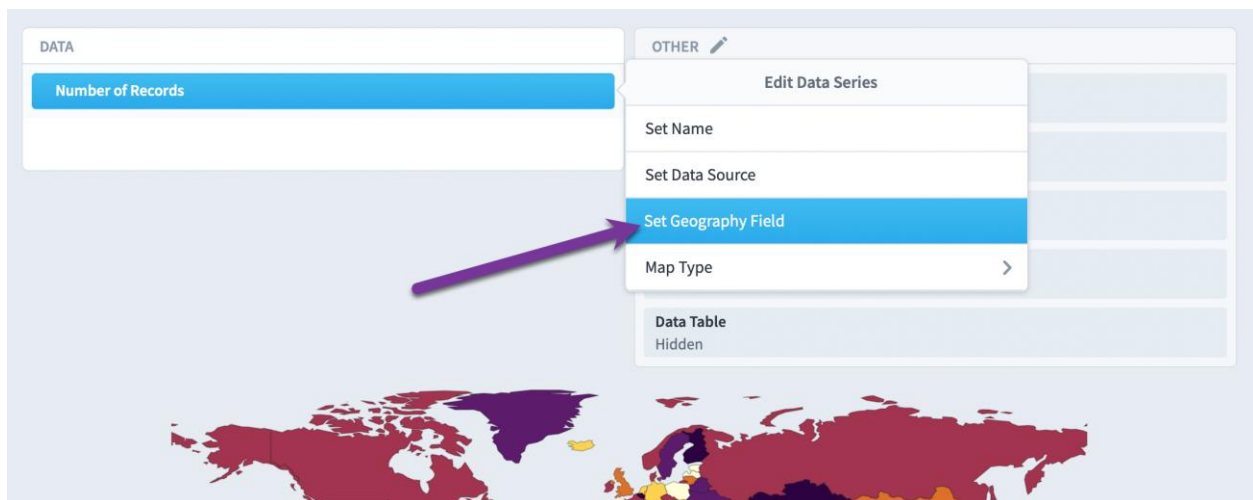 DATA
Number of Records
OTHER
Edit Data Series
Set Name
Set Data Source
Set Geography Field
Map Type
Data Table
Hidden